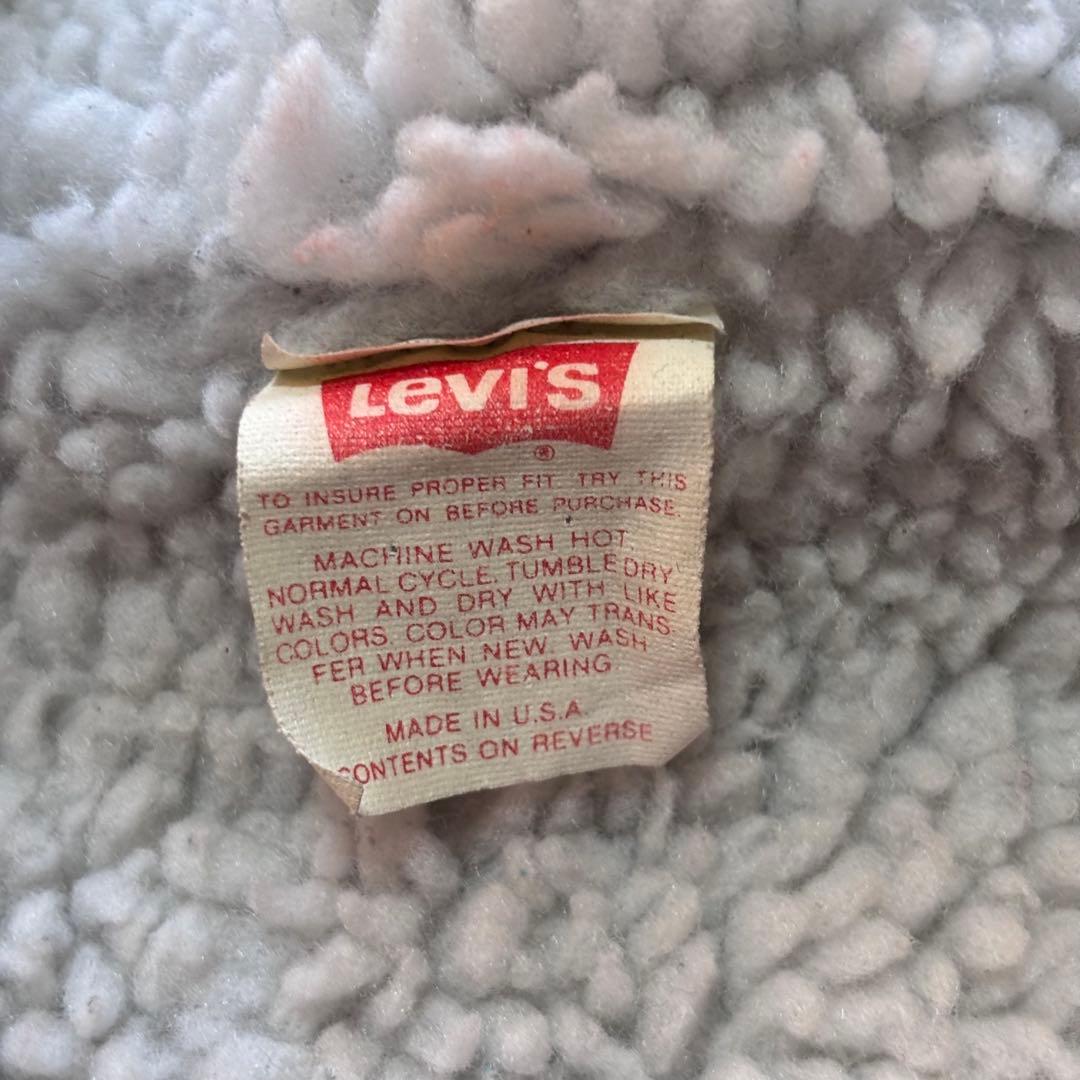 Levi's
®
TO INSURE PROPER FIT TRY THIS
GARMENT ON BEFORE PURCHASE.
MACHINE WASH HOT,
NORMAL CYCLE. TUMBLE DRY
WASH AND DRY WITH LIKE
COLORS. COLOR MAY TRANS-
FER WHEN NEW. WASH
BEFORE WEARING.
MADE IN U.S.A.
CONTENTS ON REVERSE